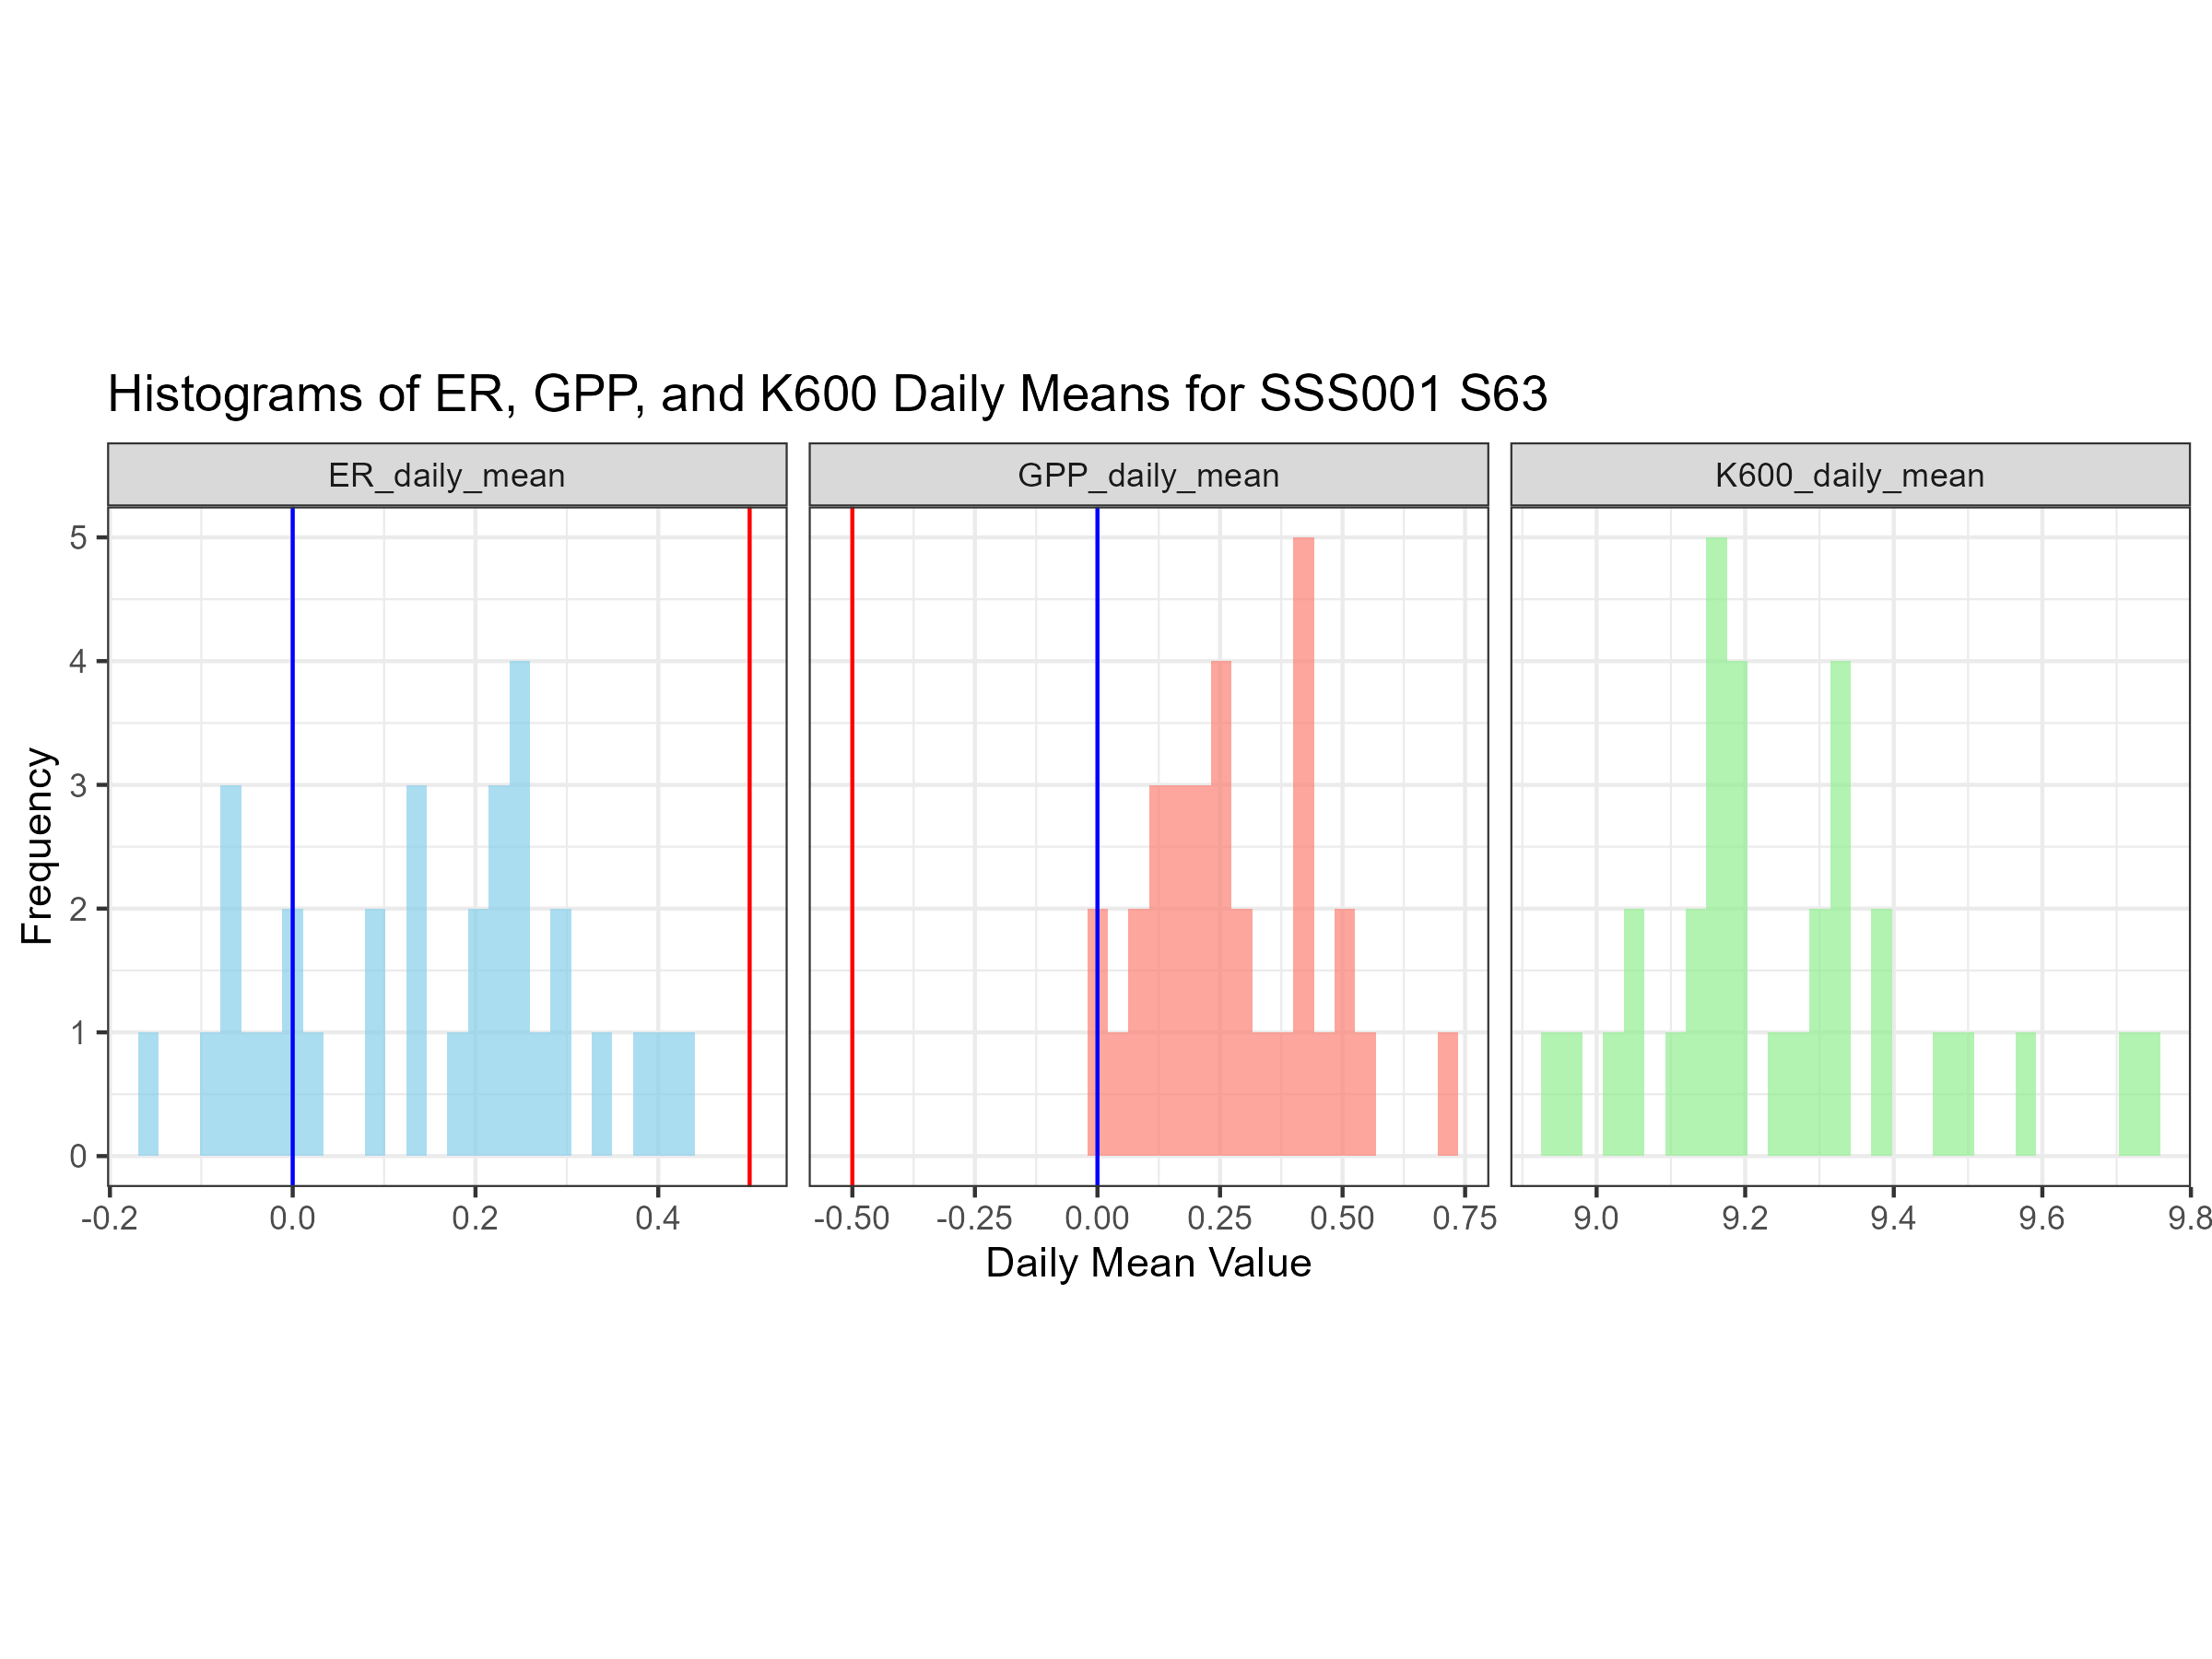 Histograms of ER, GPP, and K600 Daily Means for SSS001 S63
ER_daily_mean GPP_daily_mean K600_daily_mean
5
4
3
2
1
0
Frequency
-0.2 0.0 0.2 0.4 -0.50 -0.25 0.00 0.25 0.50 0.75 9.0 9.2 9.4 9.6 9.8
Daily Mean Value